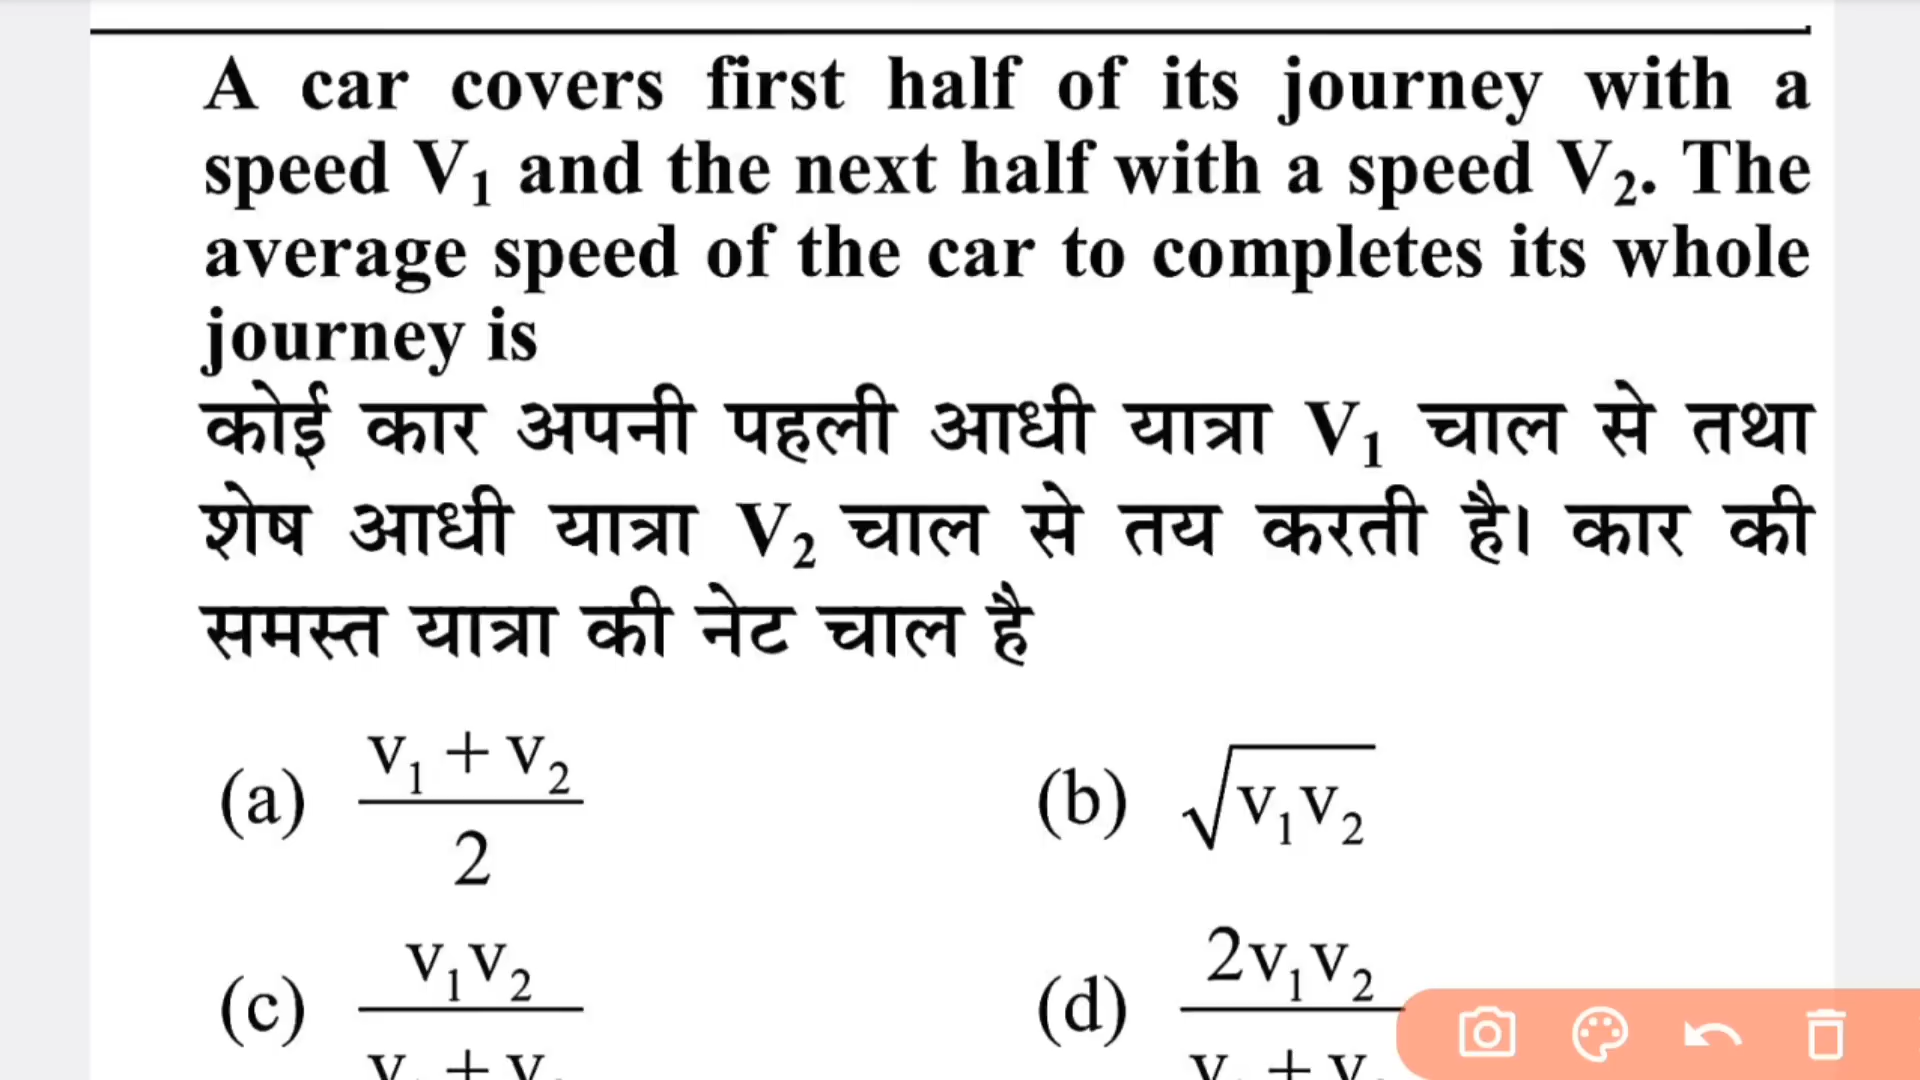 A car covers first half of its journey with a
speed V₁ and the next half with a speed V₂. The
average speed of the car to completes its whole
journey is
कोई कार अपनी पहली आधी यात्रा V₁ चाल से तथा
शेष आधी यात्रा V₂ चाल से तय करती है। कार की
समस्त यात्रा की नेट चाल है
(a) (v₁ + v₂)/2 (b) √(v₁v₂)
(c) v₁v₂/(v + v) (d) 2v₁v₂/(v + v)